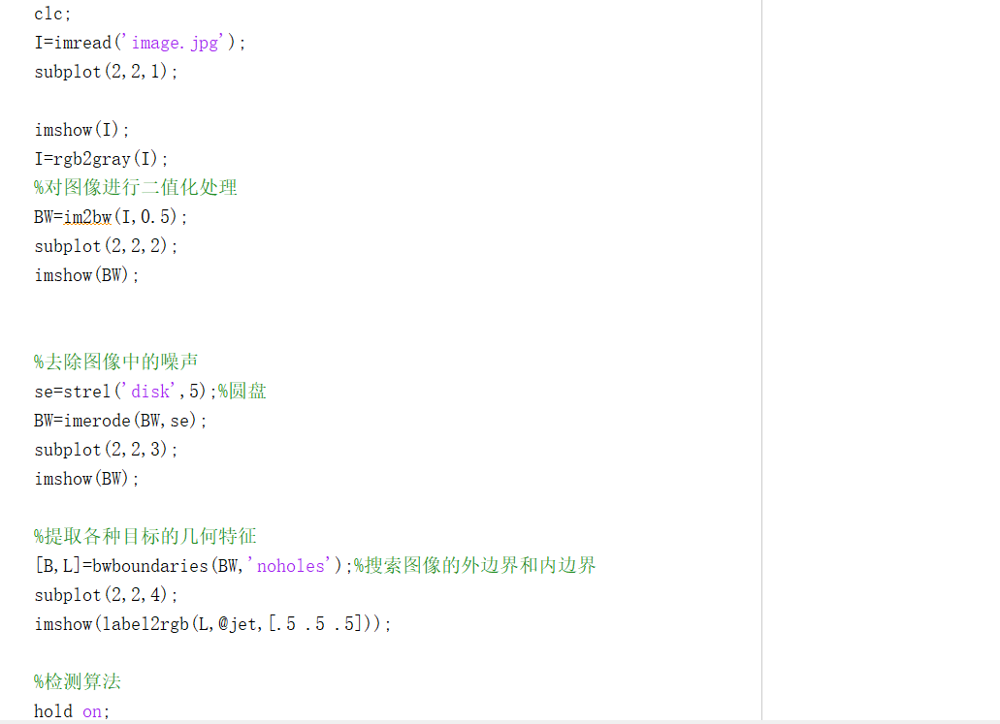 clc;
I=imread('image.jpg');
subplot(2,2,1);
imshow(I);
I=rgb2gray(I);
%对图像进行二值化处理
BW=im2bw(I,0.5);
subplot(2,2,2);
imshow(BW);
%去除图像中的噪声
se=strel('disk',5);%圆盘
BW=imerode(BW,se);
subplot(2,2,3);
imshow(BW);
%提取各种目标的几何特征
[B,L]=bwboundaries(BW,'noholes');%搜索图像的外边界和内边界
subplot(2,2,4);
imshow(label2rgb(L,@jet,[.5 .5 .5]));
%检测算法
hold on;